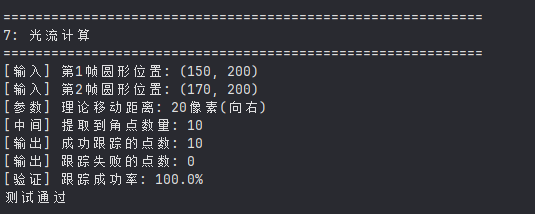 ============================================================
7: 光流计算
============================================================
[输入] 第1帧圆形位置: (150, 200)
[输入] 第2帧圆形位置: (170, 200)
[参数] 理论移动距离: 20像素(向右)
[中间] 提取到角点数量: 10
[输出] 成功跟踪的点数: 10
[输出] 跟踪失败的点数: 0
[验证] 跟踪成功率: 100.0%
测试通过